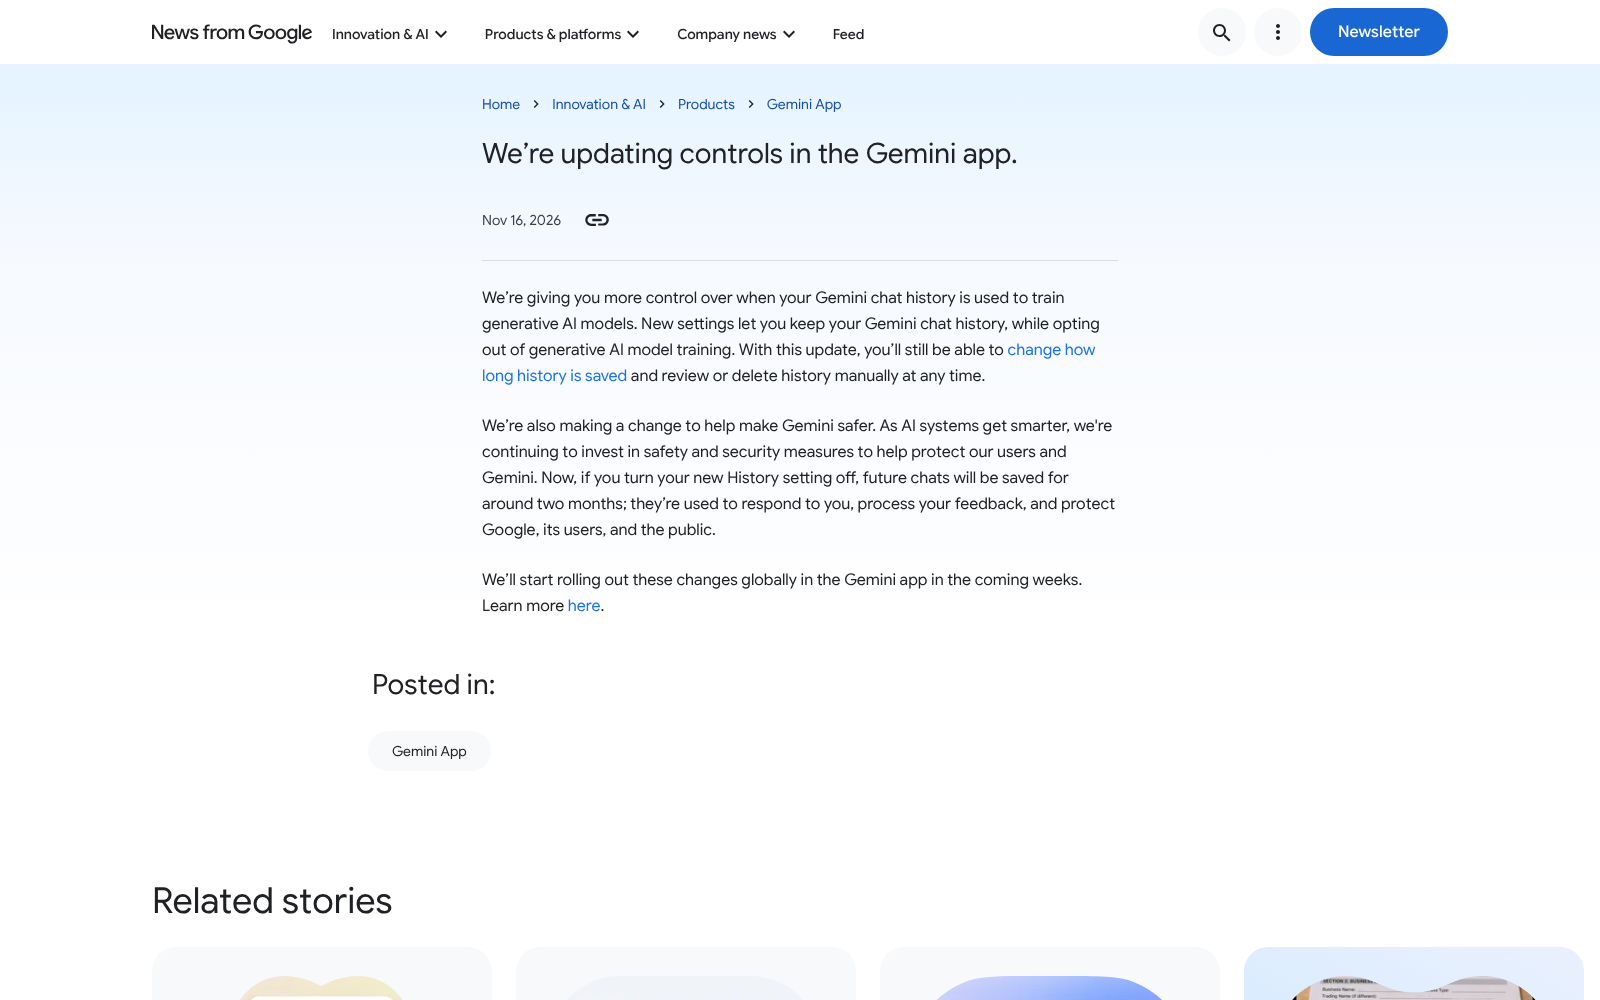 News from Google
Innovation & AI
Products & platforms
Company news
Feed
Newsletter
Home
Innovation & AI
Products
Gemini App
We’re updating controls in the Gemini app.
Nov 16, 2026
We’re giving you more control over when your Gemini chat history is used to train
generative AI models. New settings let you keep your Gemini chat history, while opting
out of generative AI model training. With this update, you’ll still be able to change how
long history is saved and review or delete history manually at any time.
We’re also making a change to help make Gemini safer. As AI systems get smarter, we're
continuing to invest in safety and security measures to help protect our users and
Gemini. Now, if you turn your new History setting off, future chats will be saved for
around two months; they’re used to respond to you, process your feedback, and protect
Google, its users, and the public.
We’ll start rolling out these changes globally in the Gemini app in the coming weeks.
Learn more here.
Posted in:
Gemini App
Related stories
Business Name:
Trading Name (if different):